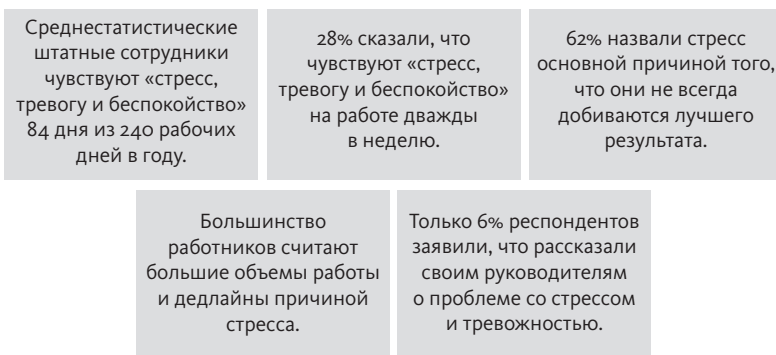 Среднестатистические
штатные сотрудники
чувствуют «стресс,
тревогу и беспокойство»
84 дня из 240 рабочих
дней в году.
28% сказали, что
чувствуют «стресс,
тревогу и беспокойство»
на работе дважды
в неделю.
62% назвали стресс
основной причиной того,
что они не всегда
добиваются лучшего
результата.
Большинство
работников считают
большие объемы работы
и дедлайны причиной
стресса.
Только 6% респондентов
заявили, что рассказали
своим руководителям
о проблеме со стрессом
и тревожностью.